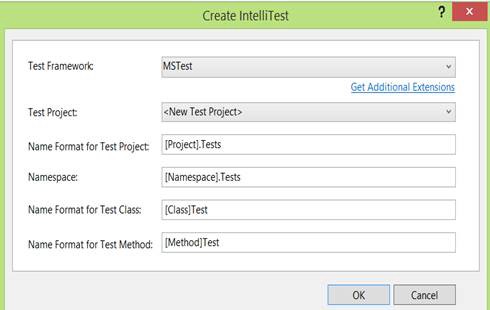 Create IntelliTest
? ×
Test Framework: MSTest
Get Additional Extensions
Test Project: <New Test Project>
Name Format for Test Project: [Project].Tests
Namespace: [Namespace].Tests
Name Format for Test Class: [Class]Test
Name Format for Test Method: [Method]Test
OK Cancel